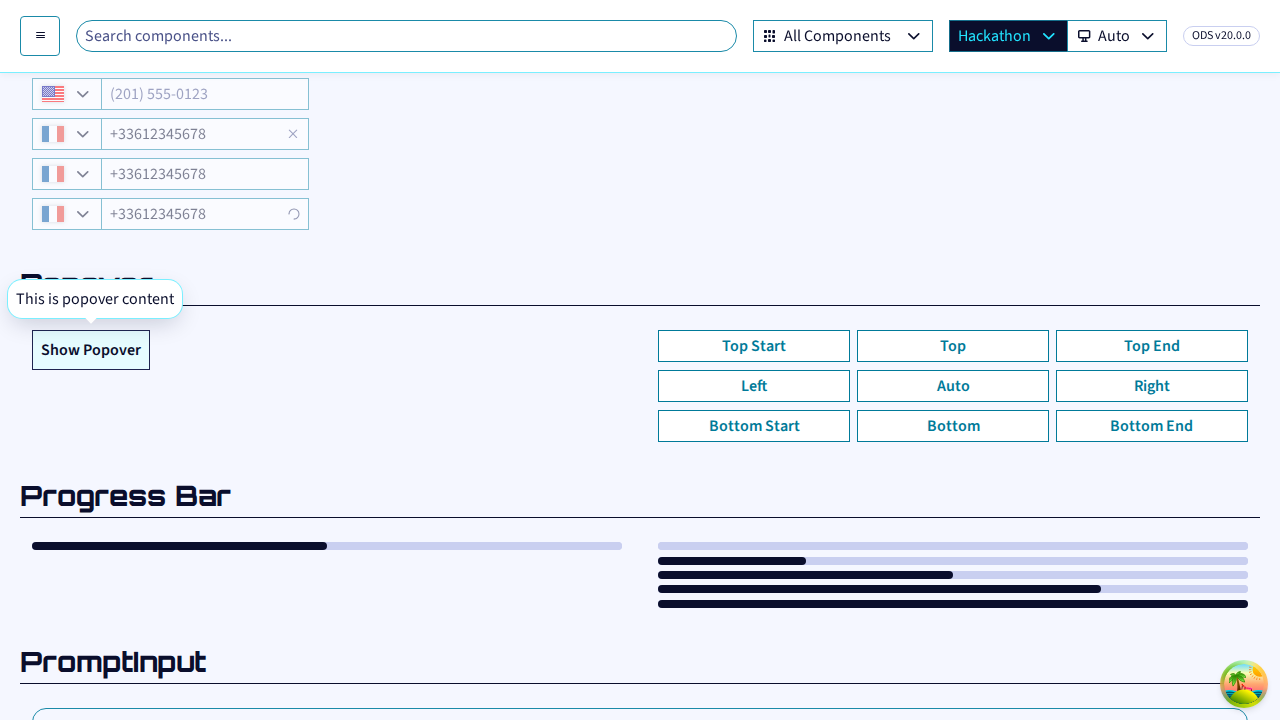 Search components...
All Components
Hackathon
Auto
ODS v20.0.0
(201) 555-0123
+33612345678
+33612345678
+33612345678
This is popover content
Show Popover
Top Start
Top
Top End
Left
Auto
Right
Bottom Start
Bottom
Bottom End
Progress Bar
PromptInput